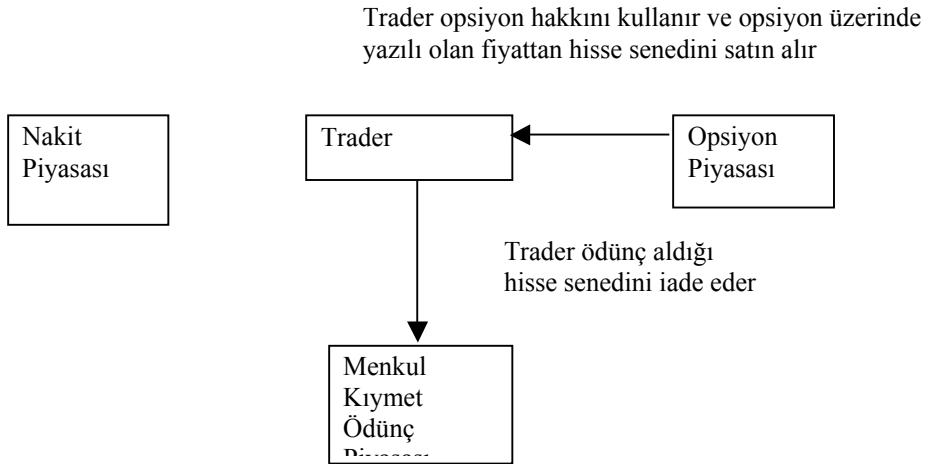 Trader opsiyon hakkını kullanır ve opsiyon üzerinde
yazılı olan fiyattan hisse senedini satın alır
Nakit
Piyasası
Trader
Opsiyon
Piyasası
Trader ödünç aldığı
hisse senedini iade eder
Menkul
Kıymet
Ödünç
Piyasası